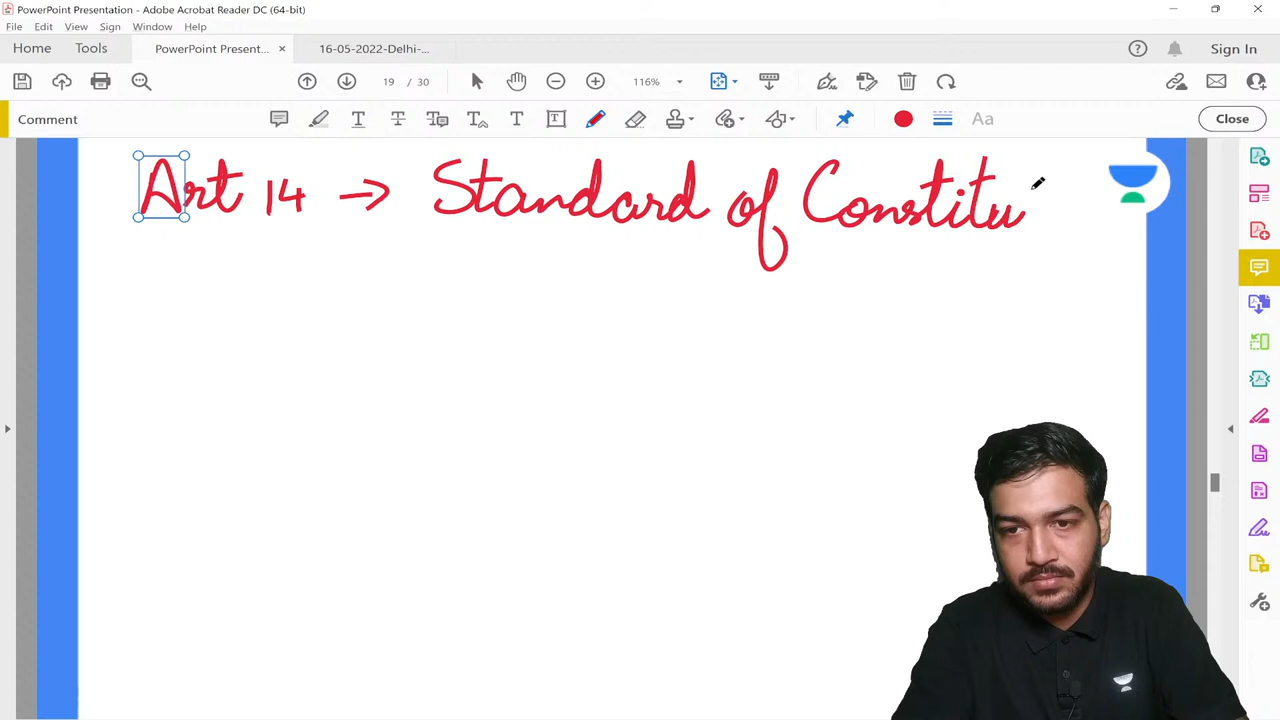 PowerPoint Presentation - Adobe Acrobat Reader DC (64-bit)
File Edit View Sign Window Help
Home Tools PowerPoint Present... × 16-05-2022-Delhi-... Sign In
19 / 30 116%
Comment Aa Close
Art 14 → Standard of Constitu